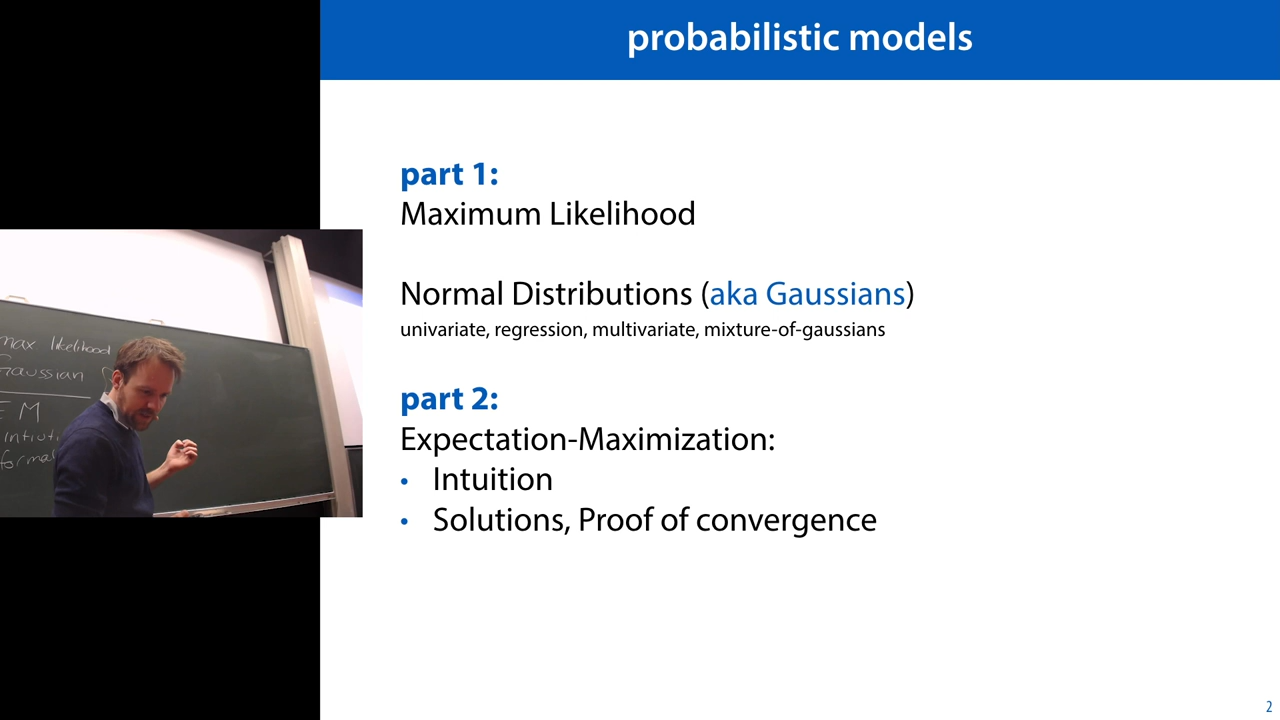 probabilistic models
part 1:
Maximum Likelihood
Normal Distributions (aka Gaussians)
univariate, regression, multivariate, mixture-of-gaussians
part 2:
Expectation-Maximization:
• Intuition
• Solutions, Proof of convergence
2
max likelihood
Gaussian
EM